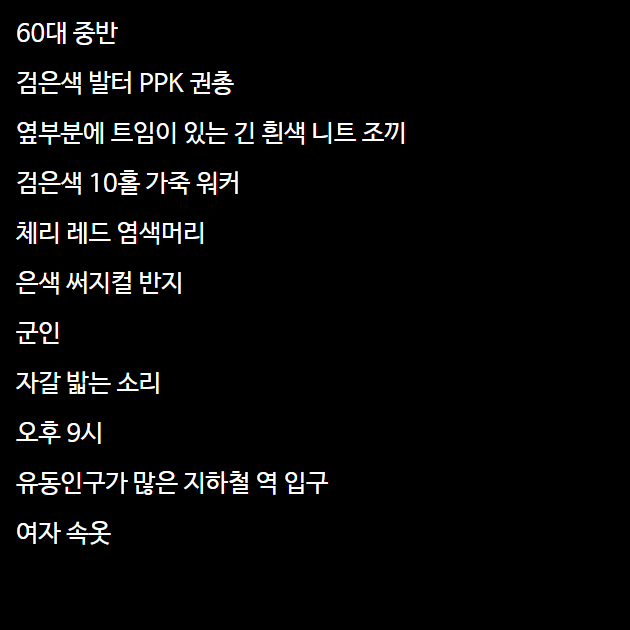 60대 중반
검은색 발터 PPK 권총
옆부분에 트임이 있는 긴 흰색 니트 조끼
검은색 10홀 가죽 워커
체리 레드 염색머리
은색 써지컬 반지
군인
자갈 밟는 소리
오후 9시
유동인구가 많은 지하철 역 입구
여자 속옷